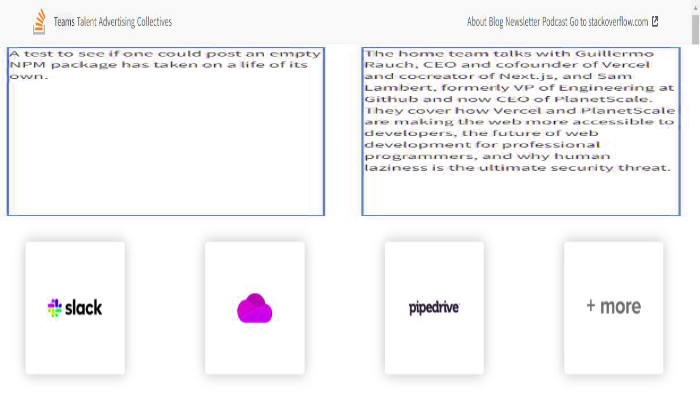 Teams Talent Advertising Collectives
About Blog Newsletter Podcast Go to stackoverflow.com
A test to see if one could post an empty
NPM package has taken on a life of its
own.
The home team talks with Guillermo
Rauch, CEO and cofounder of Vercel
and cocreator of Next.js, and Sam
Lambert, formerly VP of Engineering at
Github and now CEO of PlanetScale.
They cover how Vercel and PlanetScale
are making the web more accessible to
developers, the future of web
development for professional
programmers, and why human
laziness is the ultimate security threat.
slack
pipedrive
+ more